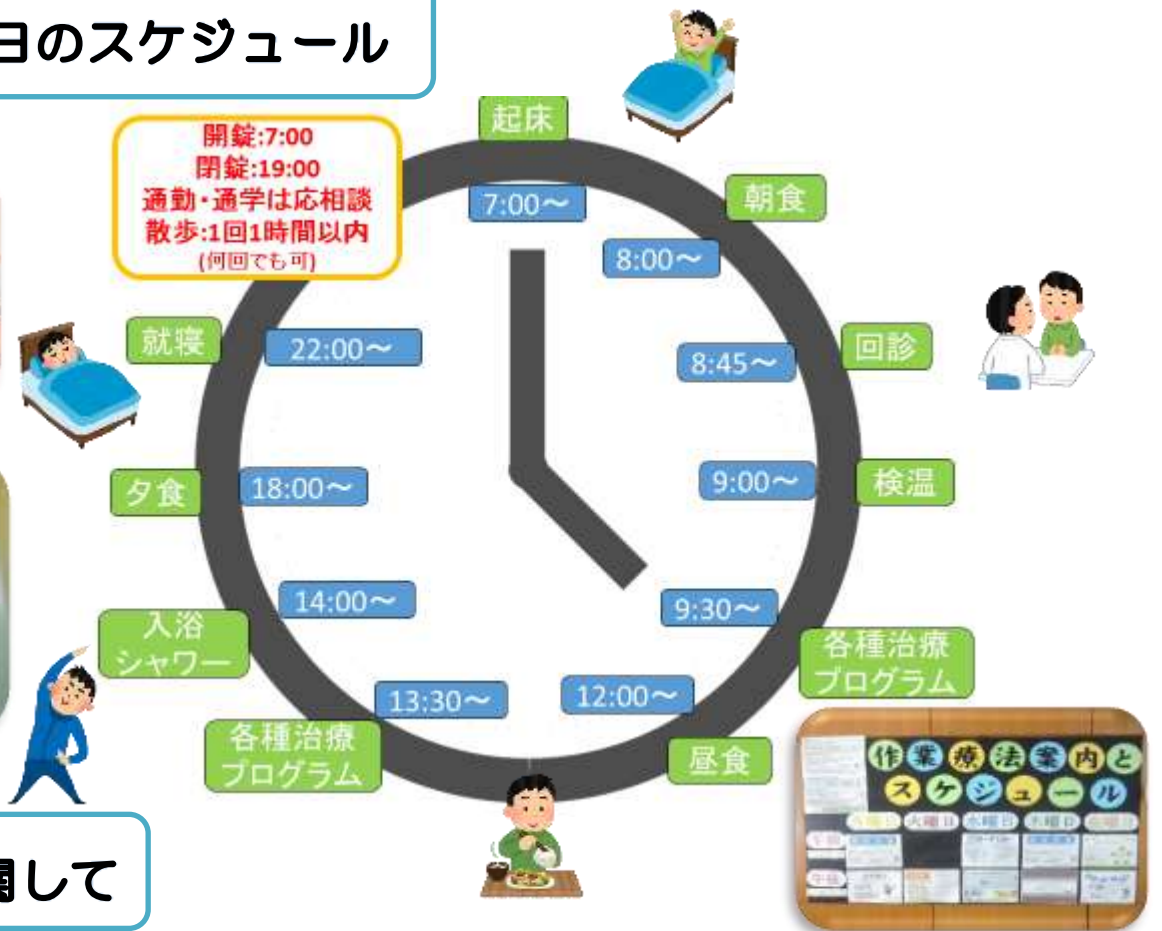 日のスケジュール
開錠:7:00
閉錠:19:00
通勤・通学は応相談
散歩:1回1時間以内
(何回でも可)
起床
7:00～
朝食
8:00～
回診
8:45～
検温
9:00～
各種治療
プログラム
9:30～
昼食
12:00～
各種治療
プログラム
13:30～
入浴
シャワー
14:00～
夕食
18:00～
就寝
22:00～
作業療法案内と
スケジュール
火曜日 水曜日 木曜日
午前
午後
関して